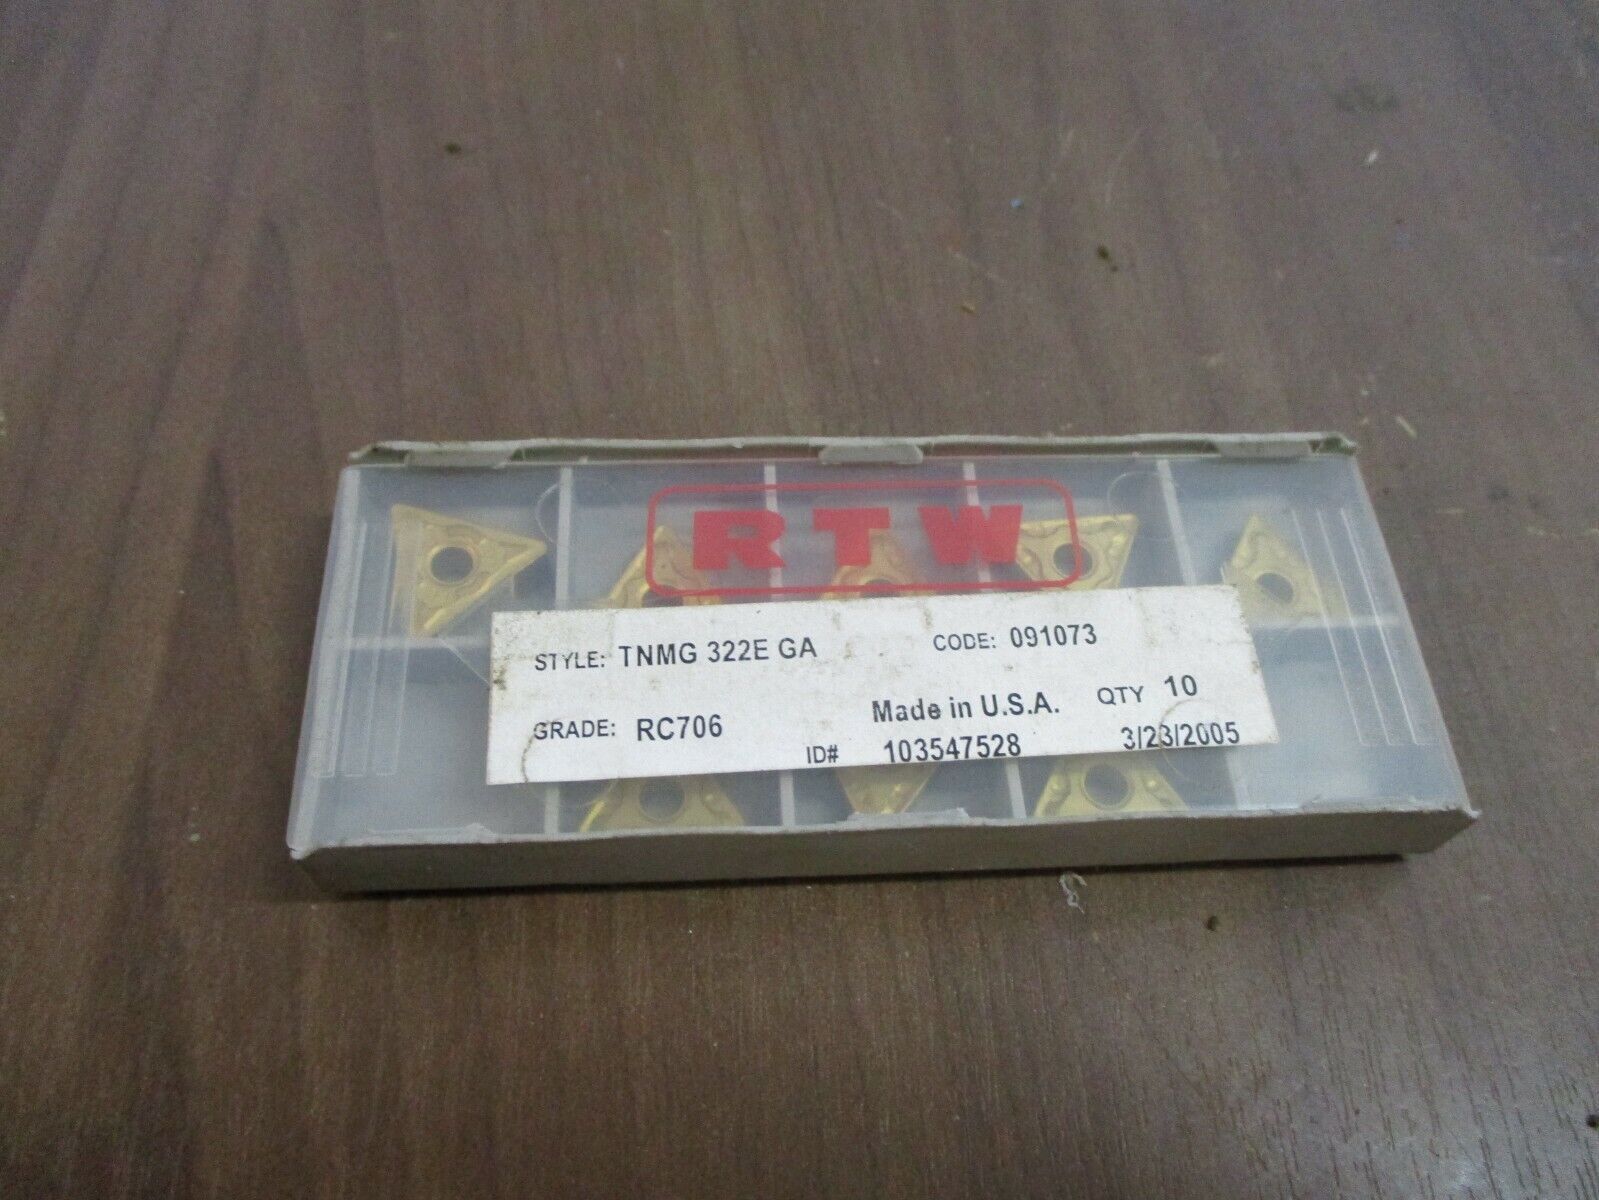 RTW
STYLE: TNMG 322E GA CODE: 091073
GRADE: RC706 Made in U.S.A. QTY 10
ID# 103547528 3/23/2005